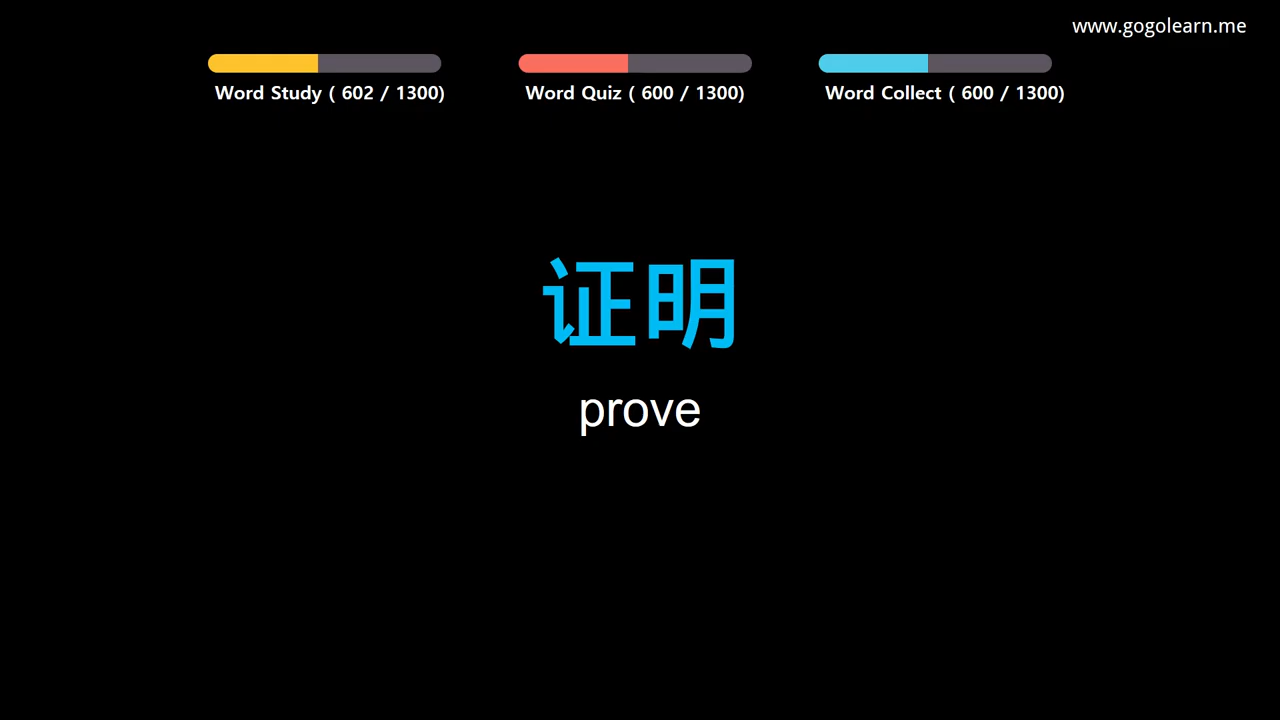 www.gogolearn.me
Word Study ( 602 / 1300)
Word Quiz ( 600 / 1300)
Word Collect ( 600 / 1300)
证明
prove